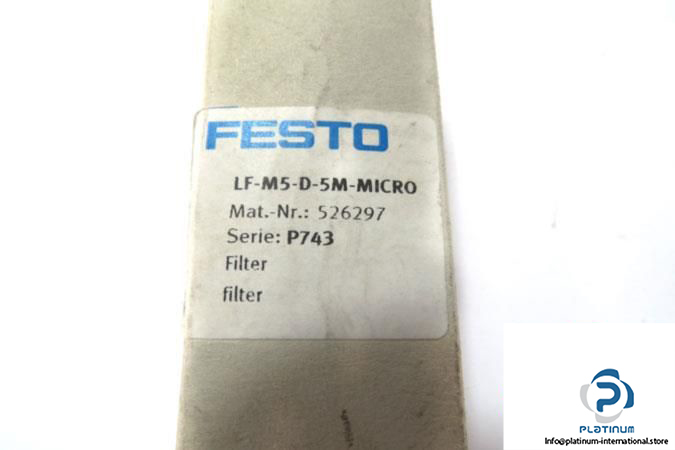 FESTO
LF-M5-D-5M-MICRO
Mat.-Nr.: 526297
Serie: P743
Filter
filter
PLATINUM
Info@platinum-international.store